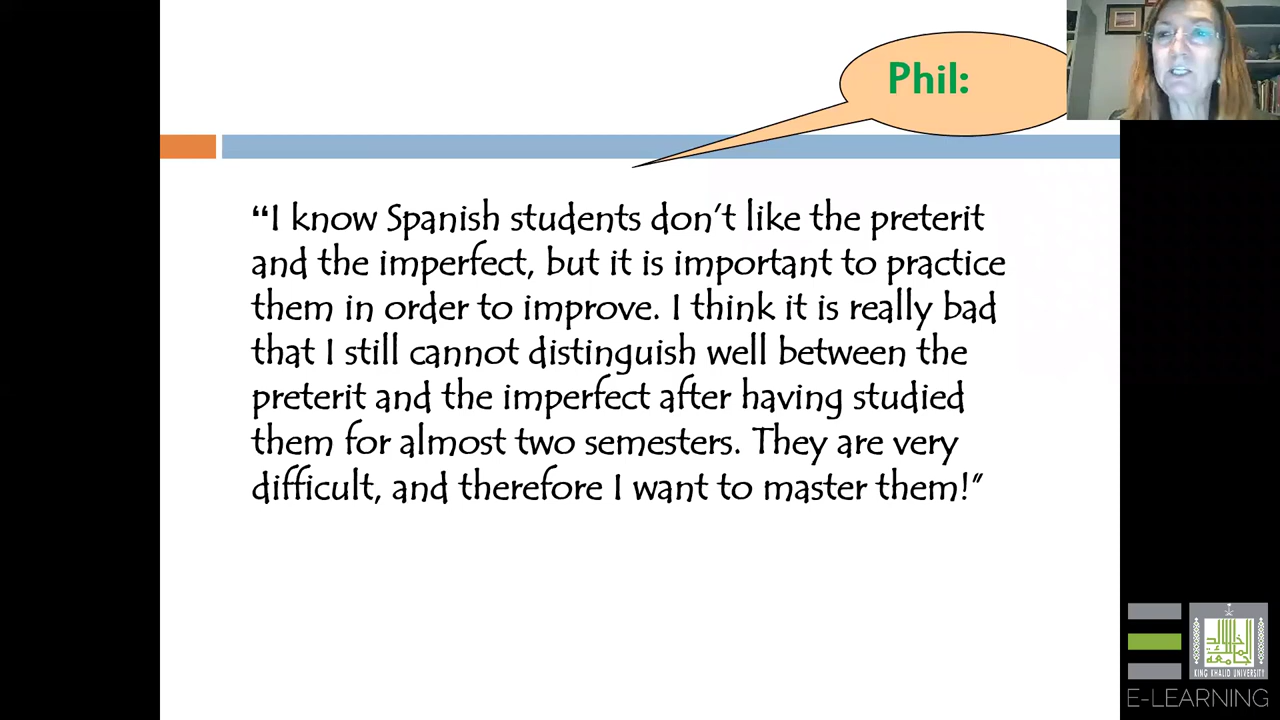 Phil:
“I know Spanish students don’t like the preterit
and the imperfect, but it is important to practice
them in order to improve. I think it is really bad
that I still cannot distinguish well between the
preterit and the imperfect after having studied
them for almost two semesters. They are very
difficult, and therefore I want to master them!”
جامعة الملك خالد
KING KHALID UNIVERSITY
E-LEARNING